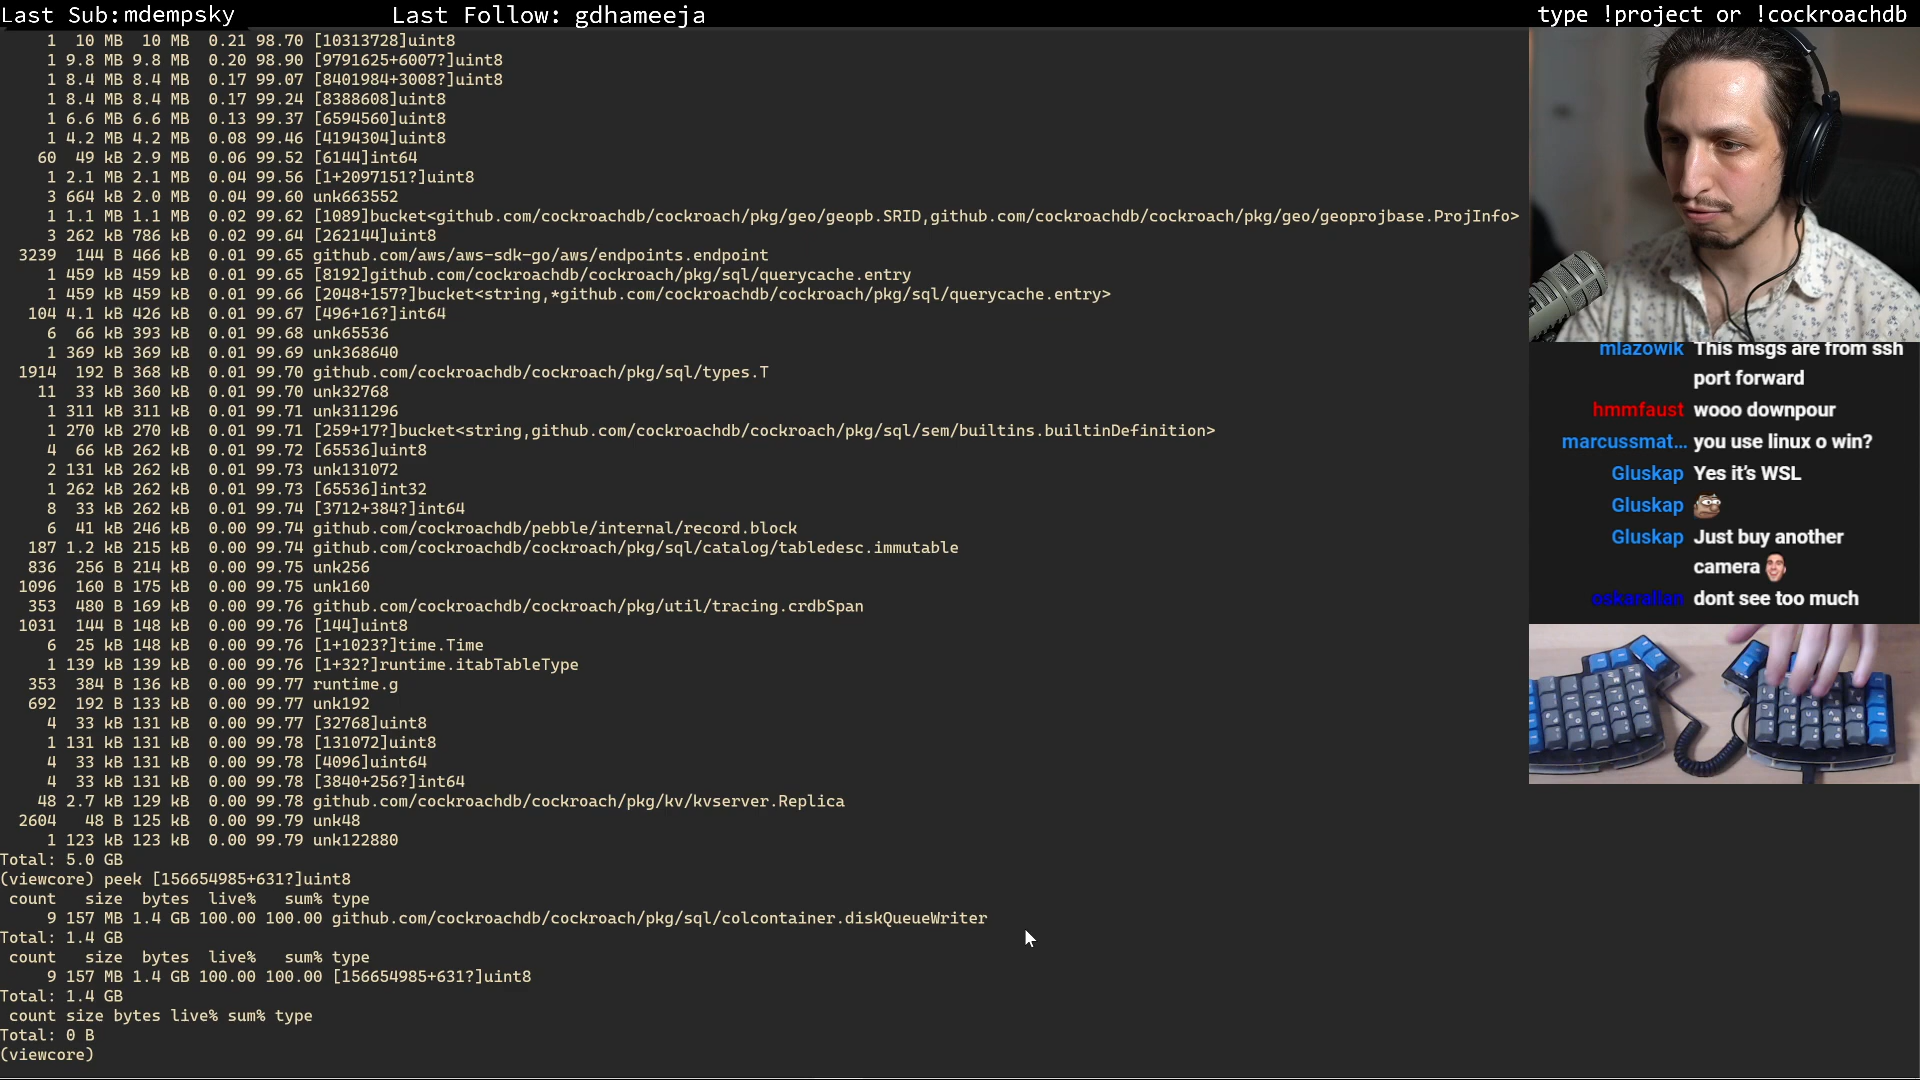 Last Sub:mdempsky
Last Follow: gdhameeja
type !project or !cockroachdb
1 10 MB 10 MB 0.21 98.70 [10313728]uint8
1 9.8 MB 9.8 MB 0.20 98.90 [9791625+6007?]uint8
1 8.4 MB 8.4 MB 0.17 99.07 [8401984+3008?]uint8
1 8.4 MB 8.4 MB 0.17 99.24 [8388608]uint8
1 6.6 MB 6.6 MB 0.13 99.37 [6594560]uint8
1 4.2 MB 4.2 MB 0.08 99.46 [4194304]uint8
60 49 kB 2.9 MB 0.06 99.52 [6144]int64
1 2.1 MB 2.1 MB 0.04 99.56 [1+2097151?]uint8
3 664 kB 2.0 MB 0.04 99.60 unk663552
1 1.1 MB 1.1 MB 0.02 99.62 [1089]bucket<github.com/cockroachdb/cockroach/pkg/geo/geopb.SRID,github.com/cockroachdb/cockroach/pkg/geo/geoprojbase.ProjInfo>
3 262 kB 786 kB 0.02 99.64 [262144]uint8
3239 144 B 466 kB 0.01 99.65 github.com/aws/aws-sdk-go/aws/endpoints.endpoint
1 459 kB 459 kB 0.01 99.65 [8192]github.com/cockroachdb/cockroach/pkg/sql/querycache.entry
1 459 kB 459 kB 0.01 99.66 [2048+157?]bucket<string,*github.com/cockroachdb/cockroach/pkg/sql/querycache.entry>
104 4.1 kB 426 kB 0.01 99.67 [496+16?]int64
6 66 kB 393 kB 0.01 99.68 unk65536
1 369 kB 369 kB 0.01 99.69 unk368640
1914 192 B 368 kB 0.01 99.70 github.com/cockroachdb/cockroach/pkg/sql/types.T
11 33 kB 360 kB 0.01 99.70 unk32768
1 311 kB 311 kB 0.01 99.71 unk311296
1 270 kB 270 kB 0.01 99.71 [259+17?]bucket<string,github.com/cockroachdb/cockroach/pkg/sql/sem/builtins.builtinDefinition>
4 66 kB 262 kB 0.01 99.72 [65536]uint8
2 131 kB 262 kB 0.01 99.73 unk131072
1 262 kB 262 kB 0.01 99.73 [65536]int32
8 33 kB 262 kB 0.01 99.74 [3712+384?]int64
6 41 kB 246 kB 0.00 99.74 github.com/cockroachdb/pebble/internal/record.block
187 1.2 kB 215 kB 0.00 99.74 github.com/cockroachdb/cockroach/pkg/sql/catalog/tabledesc.immutable
836 256 B 214 kB 0.00 99.75 unk256
1096 160 B 175 kB 0.00 99.75 unk160
353 480 B 169 kB 0.00 99.76 github.com/cockroachdb/cockroach/pkg/util/tracing.crdbSpan
1031 144 B 148 kB 0.00 99.76 [144]uint8
6 25 kB 148 kB 0.00 99.76 [1+1023?]time.Time
1 139 kB 139 kB 0.00 99.76 [1+32?]runtime.itabTableType
353 384 B 136 kB 0.00 99.77 runtime.g
692 192 B 133 kB 0.00 99.77 unk192
4 33 kB 131 kB 0.00 99.77 [32768]uint8
1 131 kB 131 kB 0.00 99.78 [131072]uint8
4 33 kB 131 kB 0.00 99.78 [4096]uint64
4 33 kB 131 kB 0.00 99.78 [3840+256?]int64
48 2.7 kB 129 kB 0.00 99.78 github.com/cockroachdb/cockroach/pkg/kv/kvserver.Replica
2604 48 B 125 kB 0.00 99.79 unk48
1 123 kB 123 kB 0.00 99.79 unk122880
Total: 5.0 GB
(viewcore) peek [156654985+631?]uint8
count size bytes live% sum% type
9 157 MB 1.4 GB 100.00 100.00 github.com/cockroachdb/cockroach/pkg/sql/colcontainer.diskQueueWriter
Total: 1.4 GB
count size bytes live% sum% type
9 157 MB 1.4 GB 100.00 100.00 [156654985+631?]uint8
Total: 1.4 GB
count size bytes live% sum% type
Total: 0 B
(viewcore)
mlazowik This msgs are from ssh
port forward
hmmfaust wooo downpour
marcussmat... you use linux o win?
Gluskap Yes it's WSL
Gluskap
Gluskap Just buy another
camera
oskarallan dont see too much